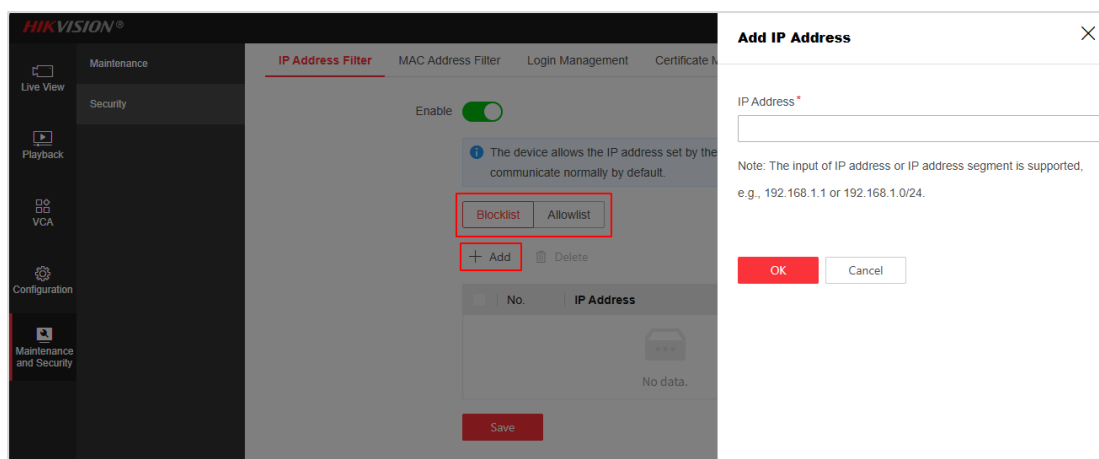 HIKVISION®
Live View
Playback
VCA
Configuration
Maintenance
and Security
Maintenance
Security
IP Address Filter
MAC Address Filter
Login Management
Certificate M
Enable
The device allows the IP address set by the
communicate normally by default.
Blocklist
Allowlist
Add
Delete
No.
IP Address
No data.
Save
Add IP Address
IP Address*
Note: The input of IP address or IP address segment is supported,
e.g., 192.168.1.1 or 192.168.1.0/24.
OK
Cancel